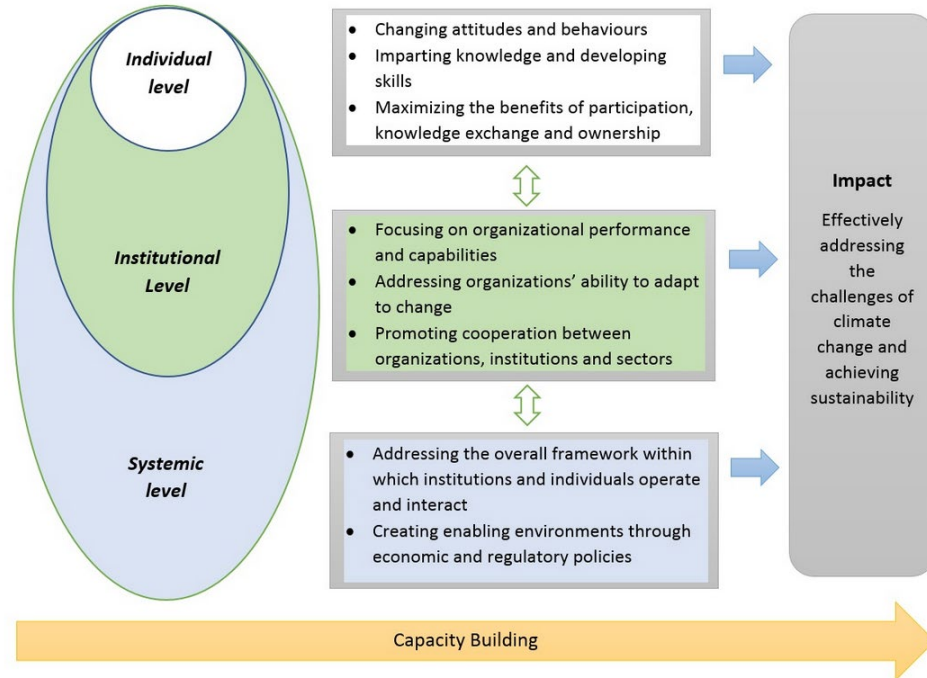 Individual
level
Institutional
Level
Systemic
level
• Changing attitudes and behaviours
• Imparting knowledge and developing
skills
• Maximizing the benefits of participation,
knowledge exchange and ownership
• Focusing on organizational performance
and capabilities
• Addressing organizations’ ability to adapt
to change
• Promoting cooperation between
organizations, institutions and sectors
• Addressing the overall framework within
which institutions and individuals operate
and interact
• Creating enabling environments through
economic and regulatory policies
Impact
Effectively
addressing
the
challenges of
climate
change and
achieving
sustainability
Capacity Building